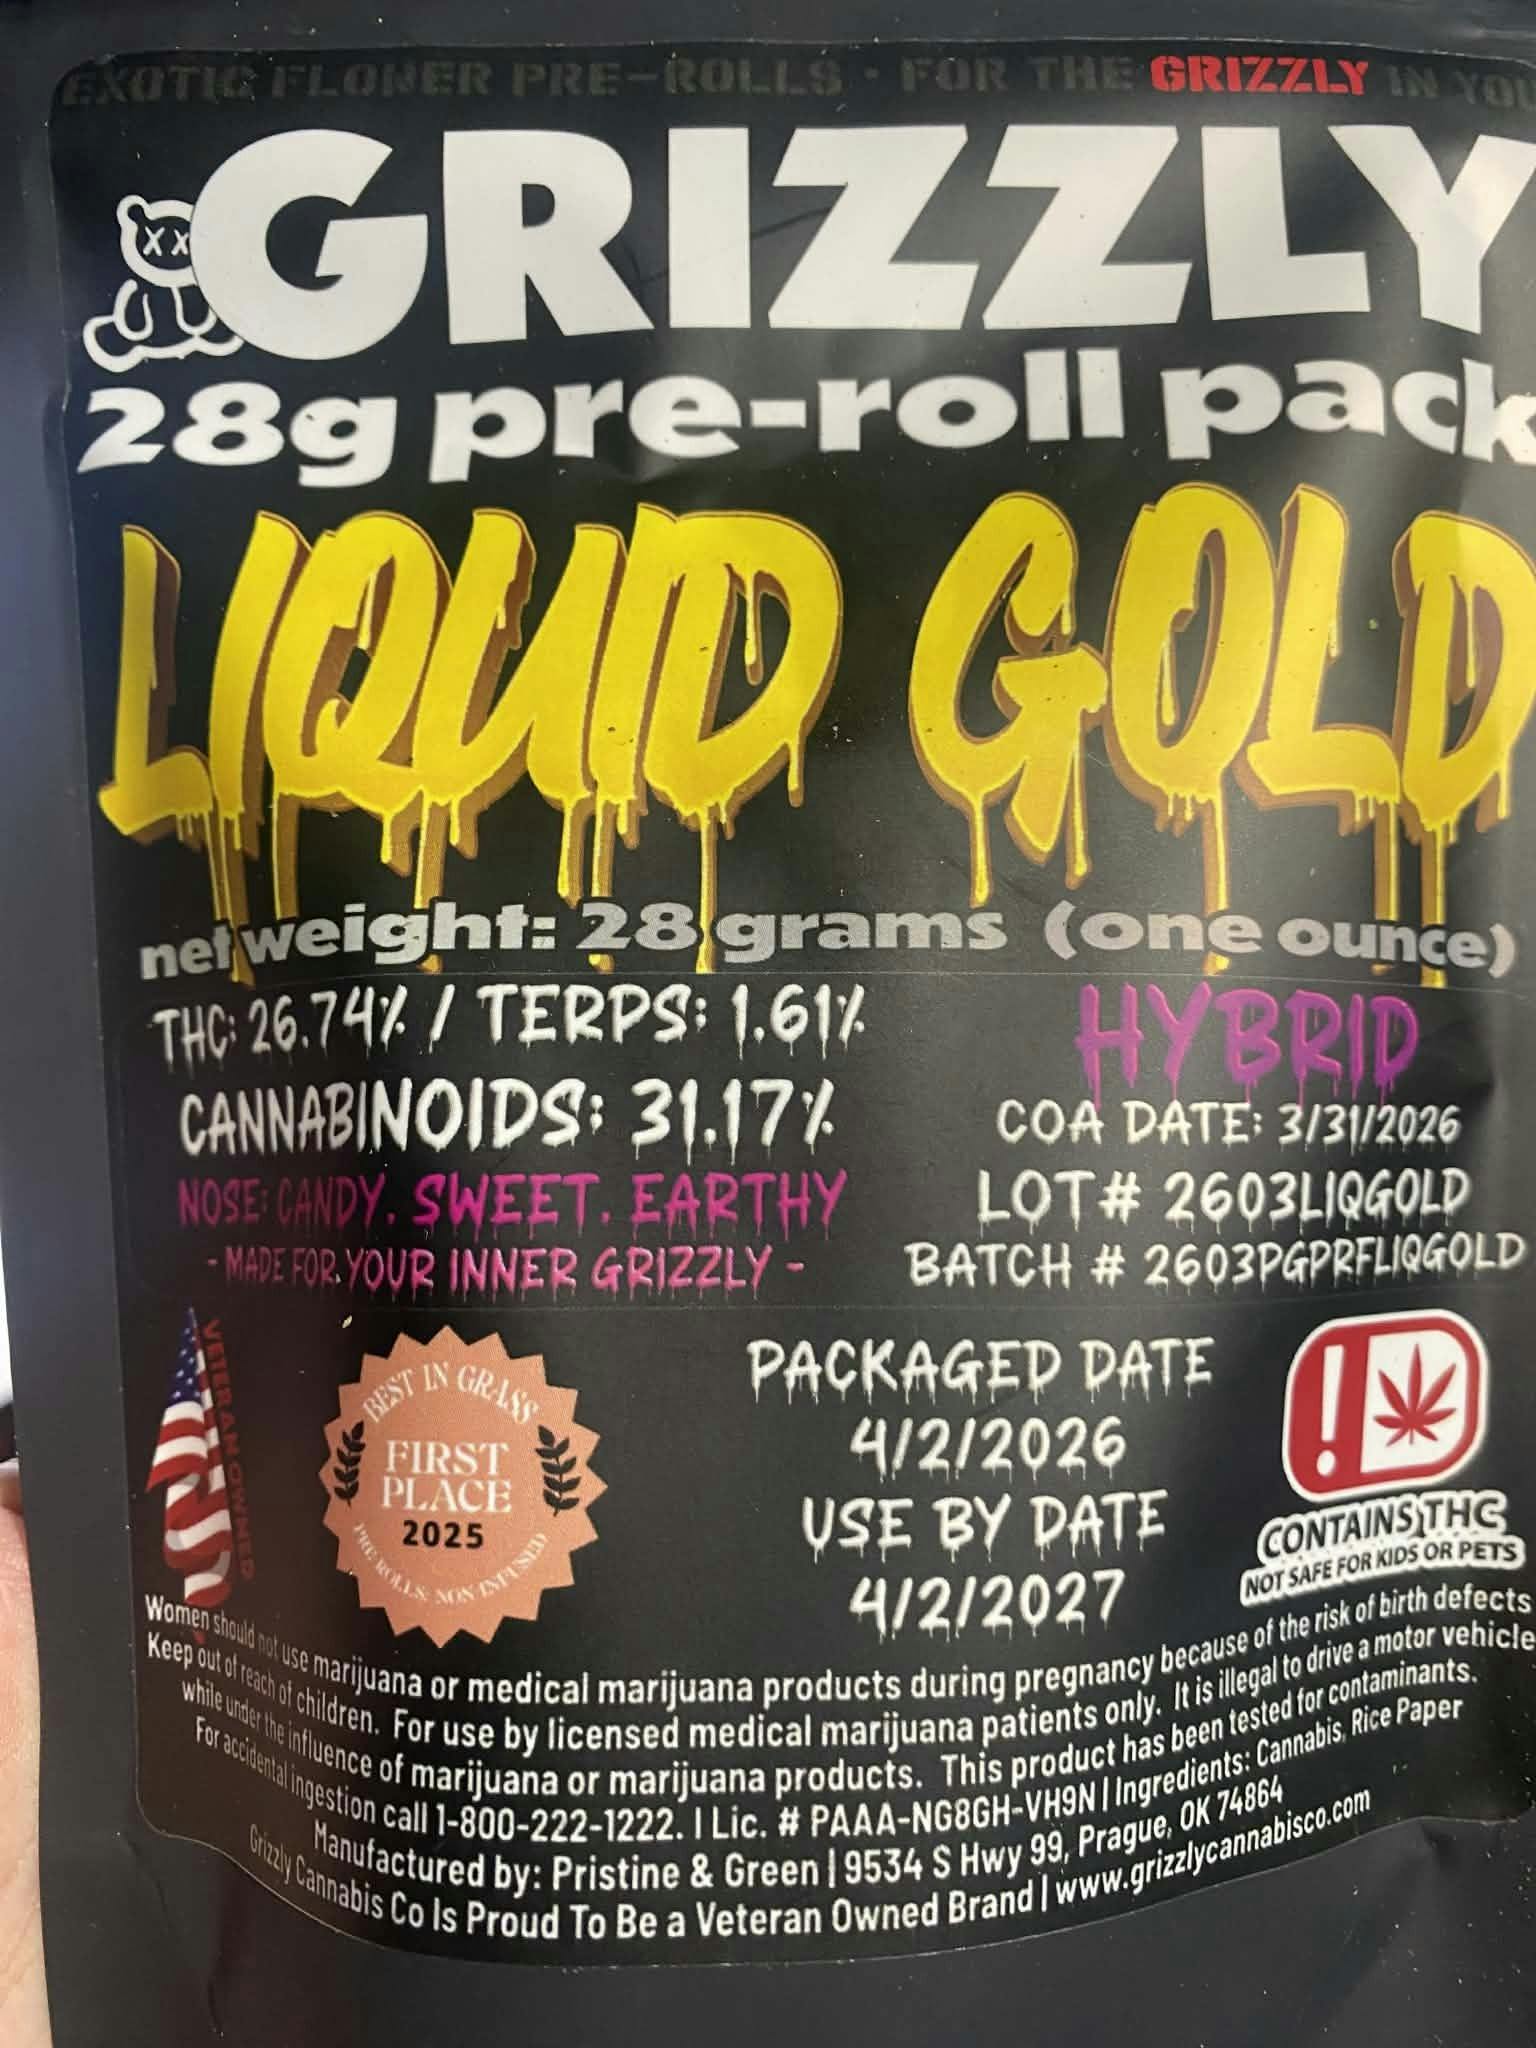 EXOTIC FLOWER PRE-ROLLS · FOR THE GRIZZLY IN YOU
GRIZZLY
28g pre-roll pack
LIQUID GOLD
net weight: 28 grams (one ounce)
THC: 26.74% / TERPS: 1.61%
CANNABINOIDS: 31.17%
NOSE: CANDY. SWEET. EARTHY
- MADE FOR YOUR INNER GRIZZLY -
HYBRID
COA DATE: 3/31/2026
LOT# 2603LIQGOLD
BATCH # 2603PGPRFLIQGOLD
VETERAN OWNED
BEST IN GRASS
FIRST
PLACE
2025
PRE-ROLLS: NON INFUSED
PACKAGED DATE
4/2/2026
USE BY DATE
4/2/2027
!
CONTAINS THC
NOT SAFE FOR KIDS OR PETS
Women should not use marijuana or medical marijuana products during pregnancy because of the risk of birth defects
Keep out of reach of children. For use by licensed medical marijuana patients only. It is illegal to drive a motor vehicle
while under the influence of marijuana or marijuana products. This product has been tested for contaminants.
For accidental ingestion call 1-800-222-1222. | Lic. # PAAA-NG8GH-VH9N | Ingredients: Cannabis, Rice Paper
Manufactured by: Pristine & Green | 9534 S Hwy 99, Prague, OK 74864
Grizzly Cannabis Co Is Proud To Be a Veteran Owned Brand | www.grizzlycannabisco.com